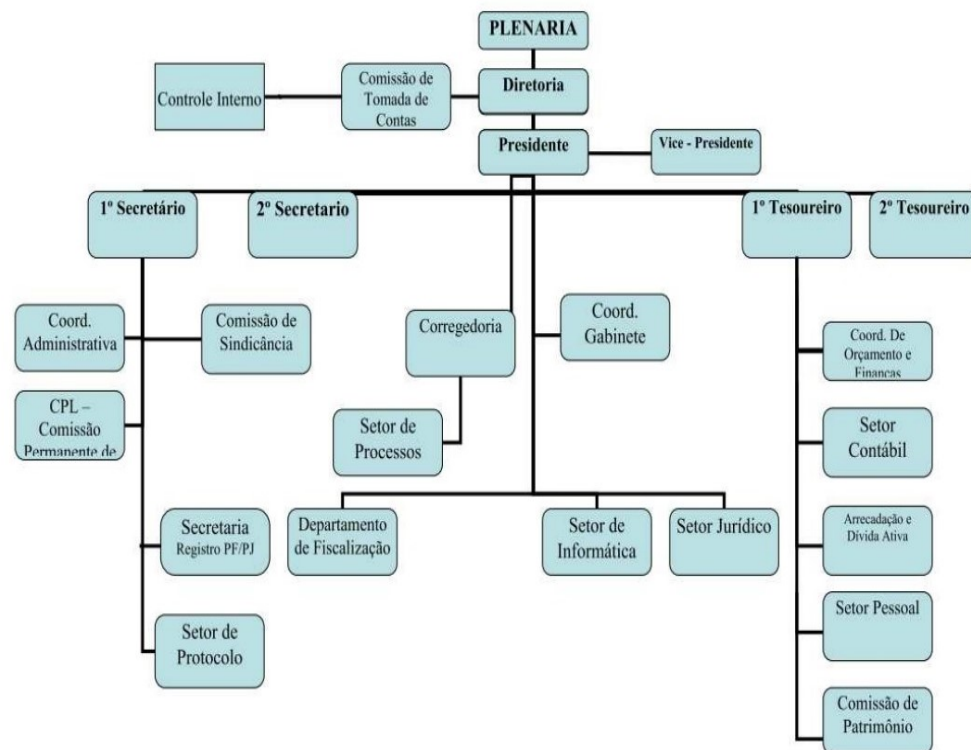 PLENARIA
Diretoria
Comissão de
Tomada de
Contas
Controle Interno
Presidente
Vice - Presidente
1º Secretário
2º Secretario
1º Tesoureiro
2º Tesoureiro
Coord.
Administrativa
Comissão de
Sindicância
CPL –
Comissão
Permanente de
Secretaria
Registro PF/PJ
Setor de
Protocolo
Corregedoria
Setor de
Processos
Coord.
Gabinete
Departamento
de Fiscalização
Setor de
Informática
Setor Jurídico
Coord. De
Orçamento e
Finanças
Setor
Contábil
Arrecadação e
Dívida Ativa
Setor Pessoal
Comissão de
Patrimônio